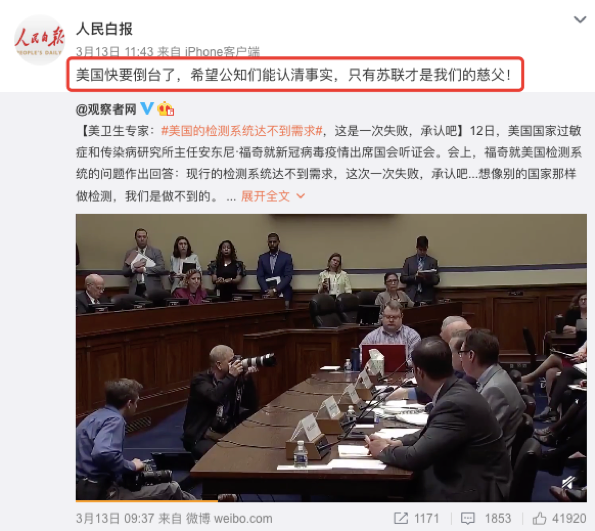 人民白报
PEOPLE'S DAILY
人民白报
3月13日 11:43 来自 iPhone客户端
美国快要倒台了，希望公知们能认清事实，只有苏联才是我们的慈父！
@观察者网
【美卫生专家：#美国的检测系统达不到需求#，这是一次失败，承认吧】12日，美国国家过敏
症和传染病研究所主任安东尼·福奇就新冠病毒疫情出席国会听证会。会上，福奇就美国检测系
统的问题作出回答：现行的检测系统达不到需求，这次一次失败，承认吧...想像别的国家那样
做检测，我们是做不到的。 ... 展开全文
3月13日 09:37 来自 微博 weibo.com
1171
1853
41920